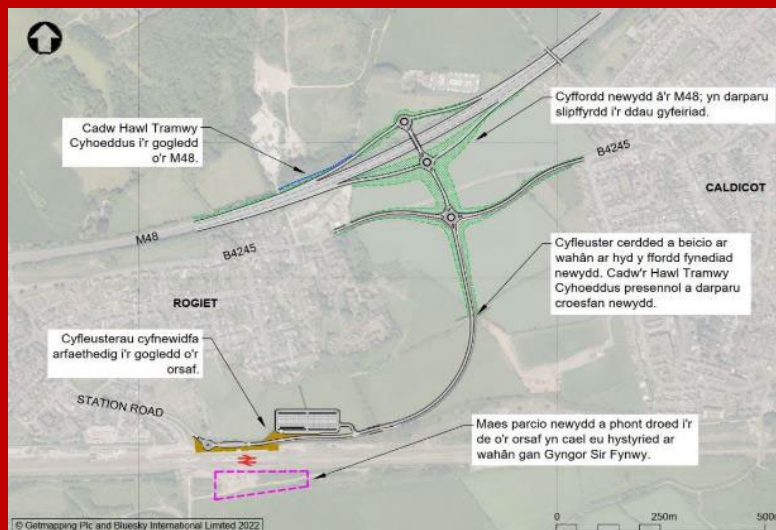 Cadw Hawl Tramwy
Cyhoeddus i'r gogledd
o'r M48.
Cyffordd newydd â'r M48; yn darparu
slipffyrdd i'r ddau gyfeiriad.
B4245
CALDICOT
M48
B4245
ROGIET
Cyfleuster cerdded a beicio ar
wahân ar hyd y ffordd fynediad
newydd. Cadw'r Hawl Tramwy
Cyhoeddus presennol a darparu
croesfan newydd.
Cyfleusterau cyfnewidfa
arfaethedig i'r gogledd o'r
orsaf.
STATION ROAD
Maes parcio newydd a phont droed i'r
de o'r orsaf yn cael eu hystyried ar
wahân gan Gyngor Sir Fynwy.
© Getmapping Plc and Bluesky International Limited 2022
0 250m 500m